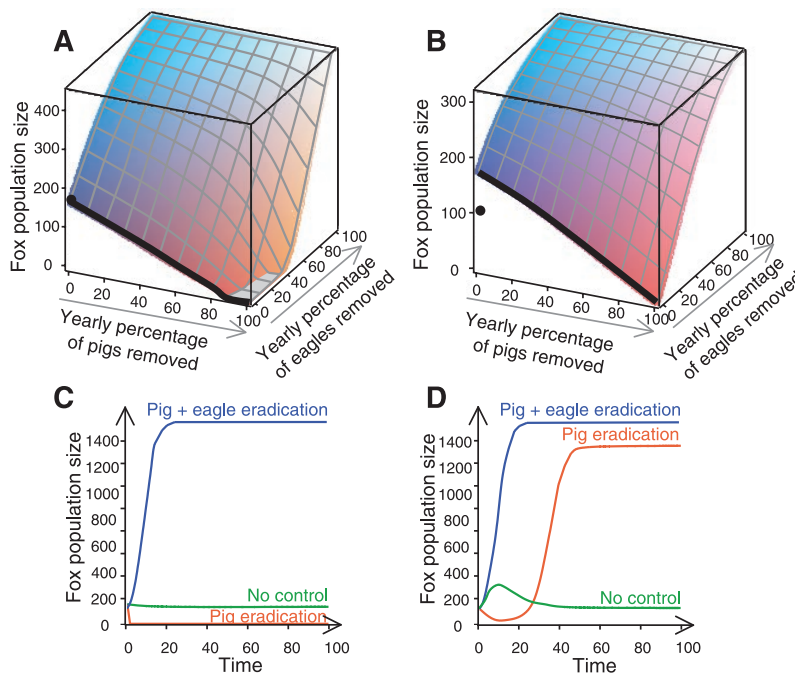 A
Fox population size
400
300
200
100
0
0
20
40
60
80
100
Yearly percentage
of pigs removed
0
20
40
60
80
100
Yearly percentage
of eagles removed
B
Fox population size
300
200
100
0
0
20
40
60
80
100
Yearly percentage
of pigs removed
0
20
40
60
80
100
Yearly percentage
of eagles removed
C
Pig + eagle eradication
Fox population size
1400
1200
1000
800
600
400
200
0
No control
Pig eradication
0
20
40
60
80
100
Time
D
Pig + eagle eradication
Pig eradication
Fox population size
1400
1200
1000
800
600
400
200
0
No control
0
20
40
60
80
100
Time